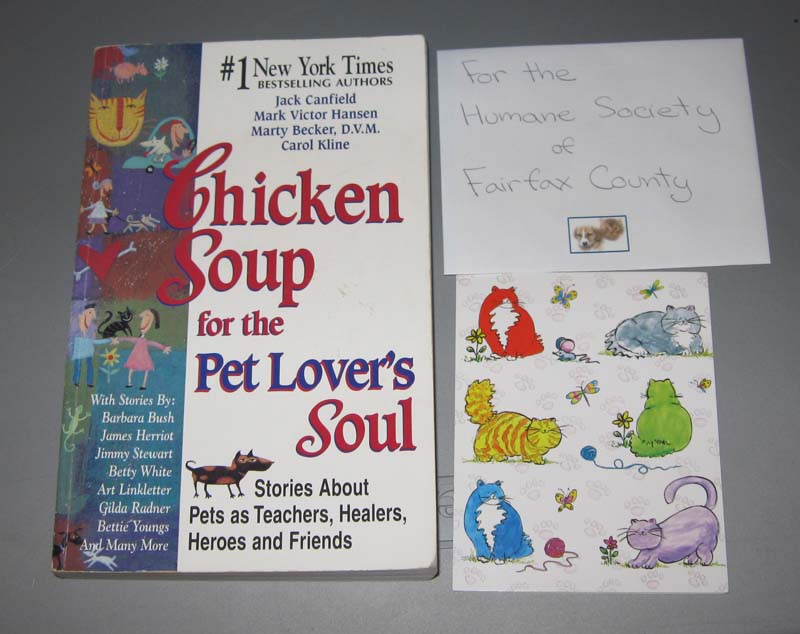 #1 New York Times
BESTSELLING AUTHORS
Jack Canfield
Mark Victor Hansen
Marty Becker, D.V.M.
Carol Kline
Chicken
Soup
for the
Pet Lover's
Soul
With Stories By:
Barbara Bush
James Herriot
Jimmy Stewart
Betty White
Art Linkletter
Gilda Radner
Bettie Youngs
And Many More
Stories About
Pets as Teachers, Healers,
Heroes and Friends
For the
Humane Society
of
Fairfax County